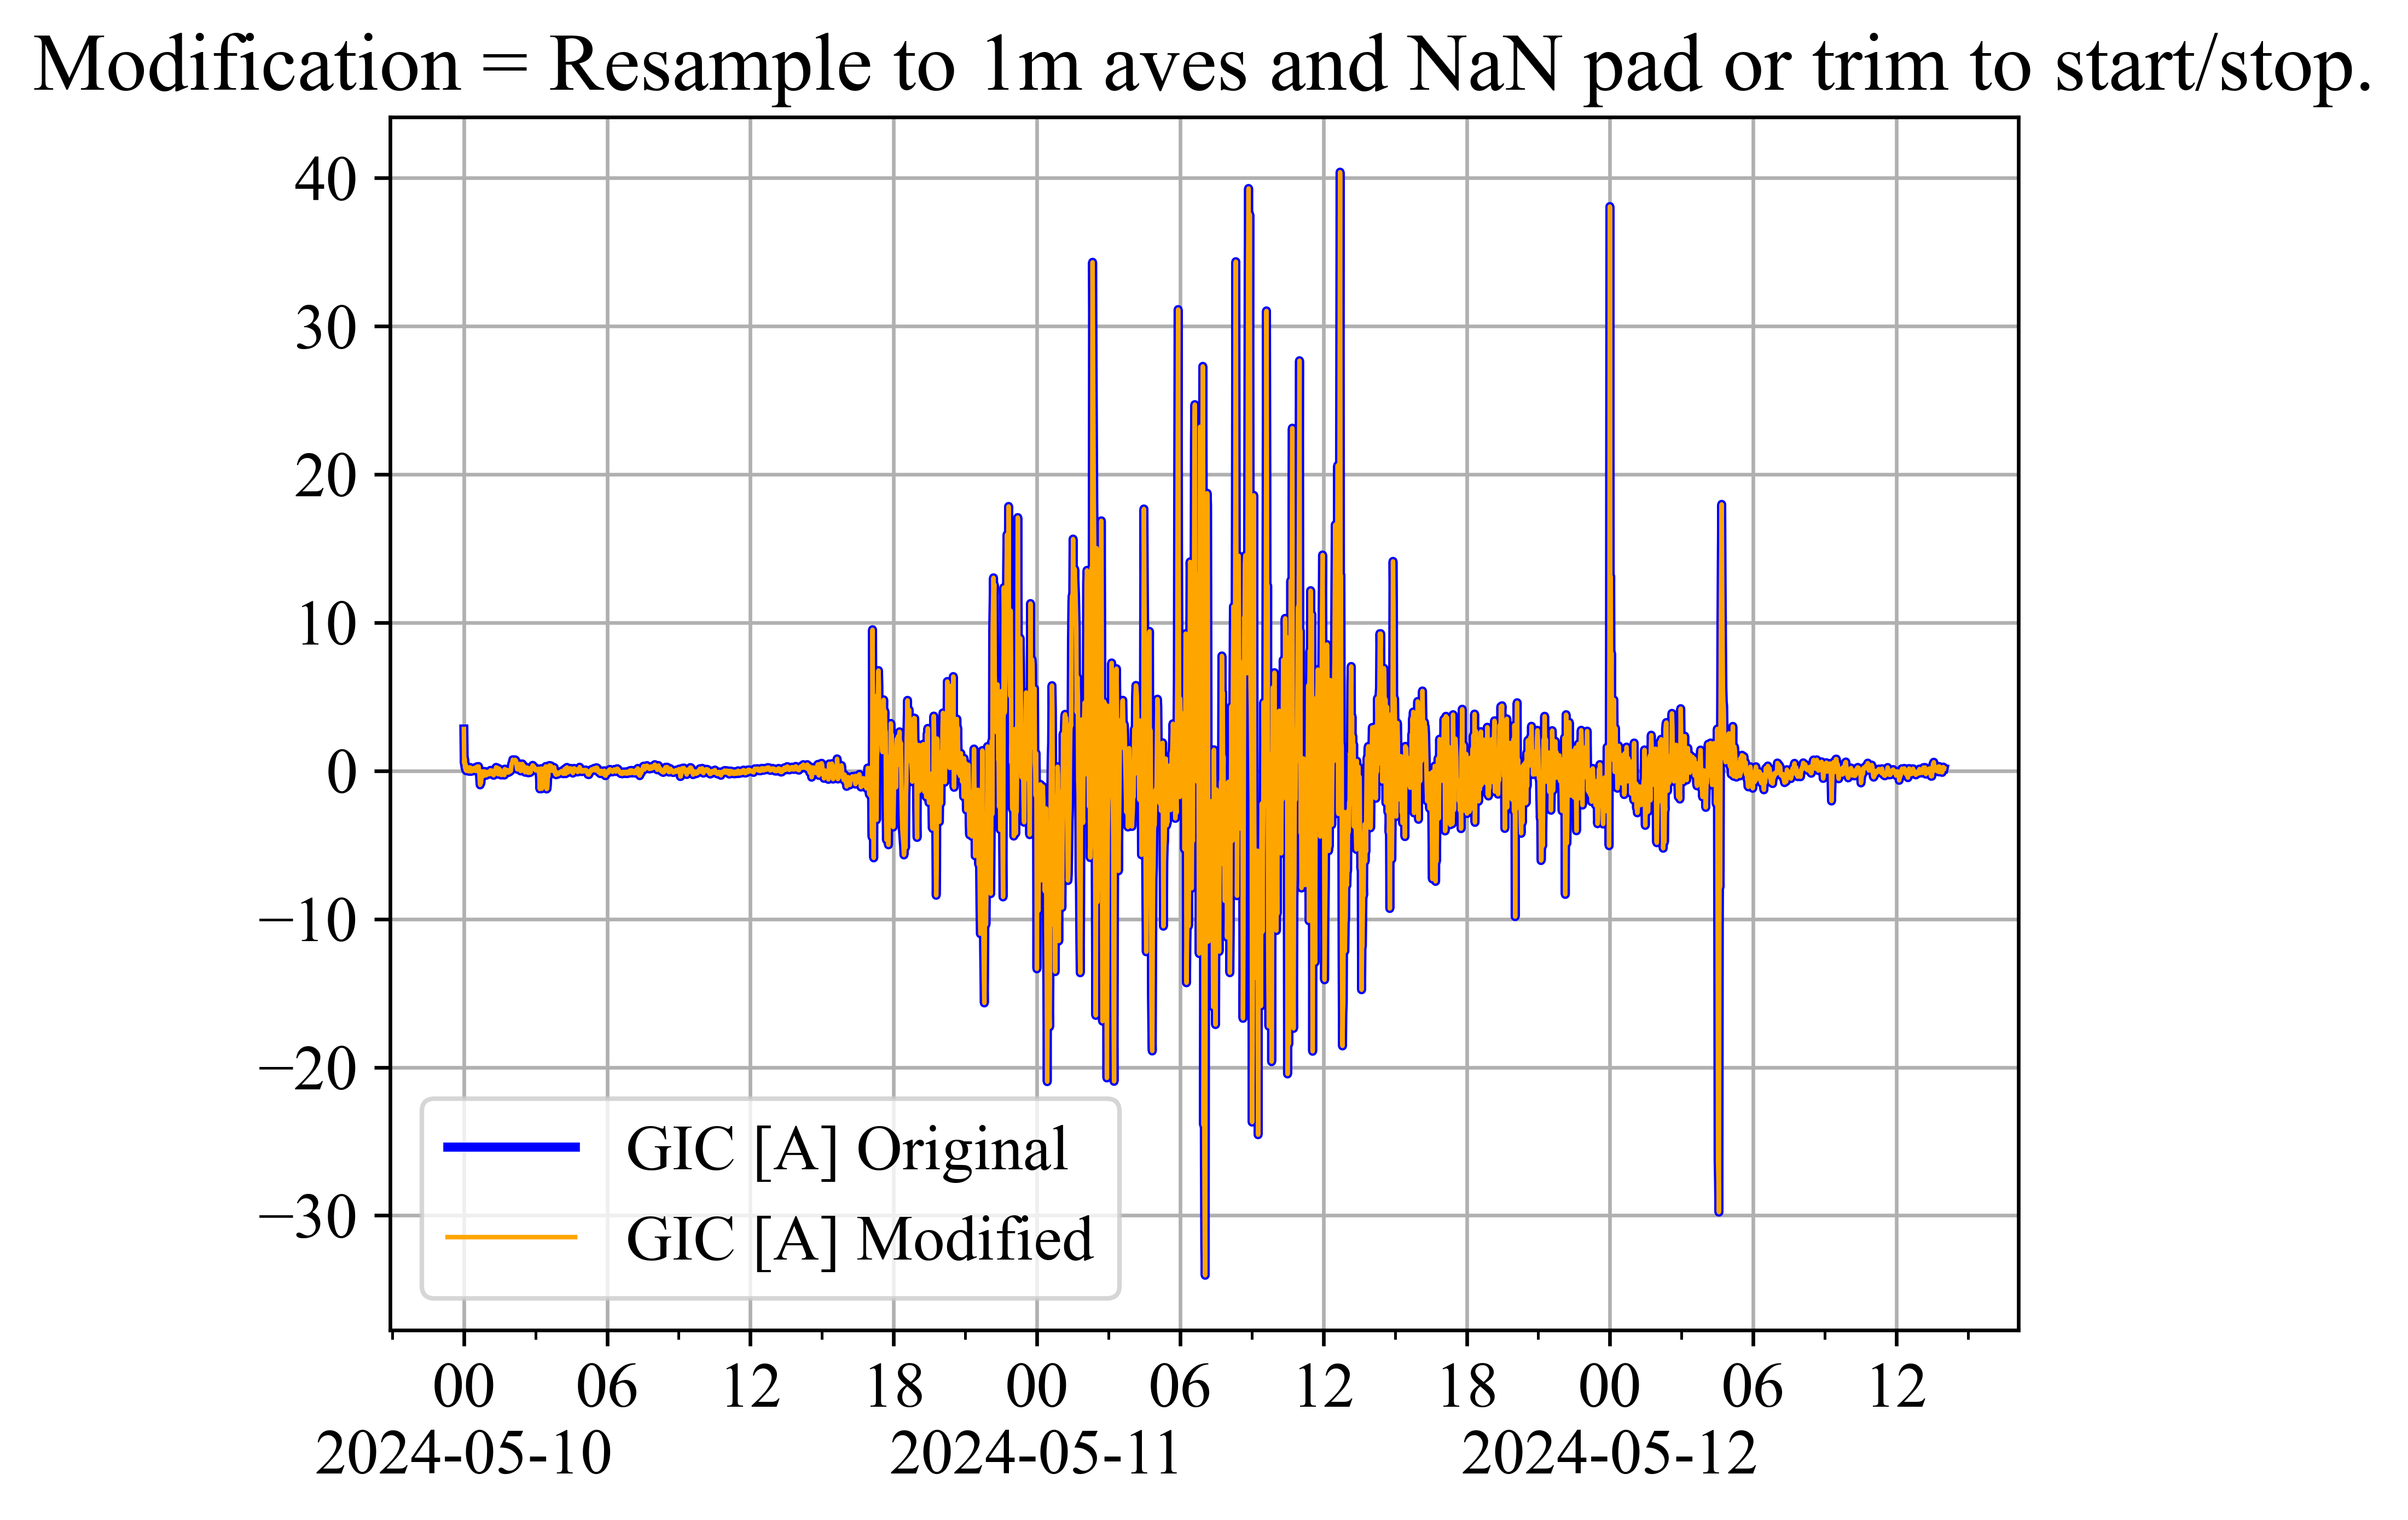 Modification = Resample to 1m aves and NaN pad or trim to start/stop.
40
30
20
10
0
−10
−20
−30
GIC [A] Original
GIC [A] Modified
00 06 12 18 00 06 12 18 00 06 12
2024-05-10 2024-05-11 2024-05-12